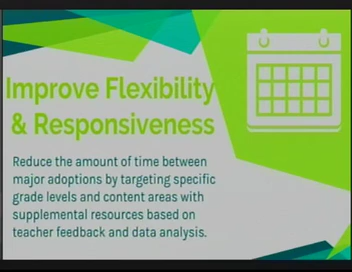 Improve Flexibility
& Responsiveness
Reduce the amount of time between
major adoptions by targeting specific
grade levels and content areas with
supplemental resources based on
teacher feedback and data analysis.